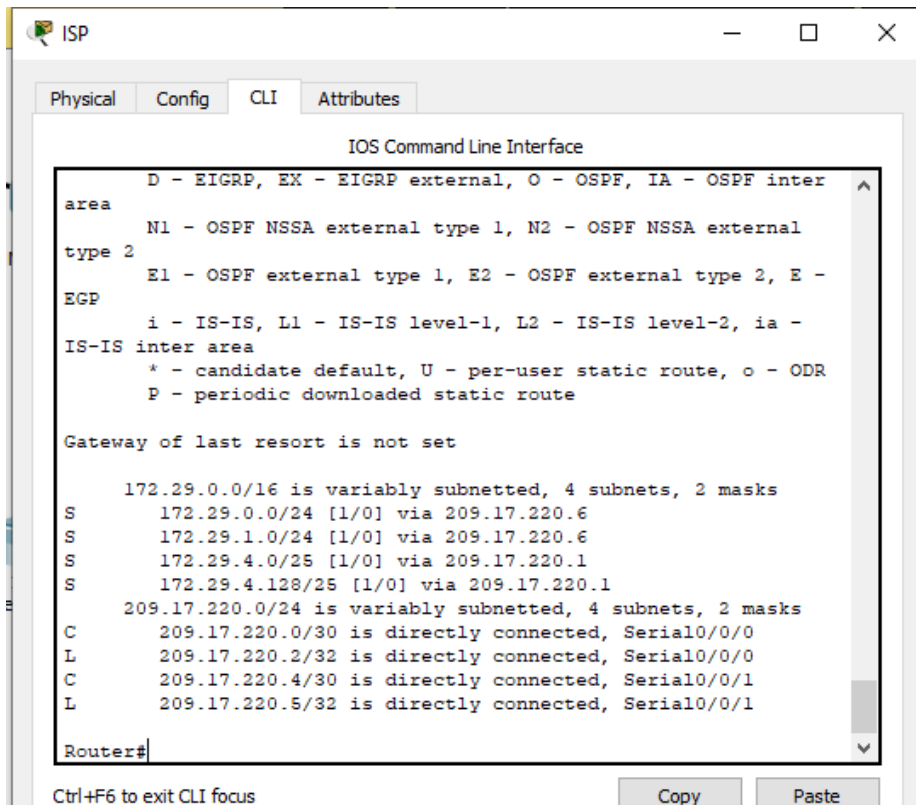 ISP
Physical Config CLI Attributes
IOS Command Line Interface
D - EIGRP, EX - EIGRP external, O - OSPF, IA - OSPF inter
area
N1 - OSPF NSSA external type 1, N2 - OSPF NSSA external
type 2
E1 - OSPF external type 1, E2 - OSPF external type 2, E -
EGP
i - IS-IS, L1 - IS-IS level-1, L2 - IS-IS level-2, ia -
IS-IS inter area
* - candidate default, U - per-user static route, o - ODR
P - periodic downloaded static route
Gateway of last resort is not set
172.29.0.0/16 is variably subnetted, 4 subnets, 2 masks
S 172.29.0.0/24 [1/0] via 209.17.220.6
S 172.29.1.0/24 [1/0] via 209.17.220.6
S 172.29.4.0/25 [1/0] via 209.17.220.1
S 172.29.4.128/25 [1/0] via 209.17.220.1
209.17.220.0/24 is variably subnetted, 4 subnets, 2 masks
C 209.17.220.0/30 is directly connected, Serial0/0/0
L 209.17.220.2/32 is directly connected, Serial0/0/0
C 209.17.220.4/30 is directly connected, Serial0/0/1
L 209.17.220.5/32 is directly connected, Serial0/0/1
Router#
Ctrl+F6 to exit CLI focus Copy Paste